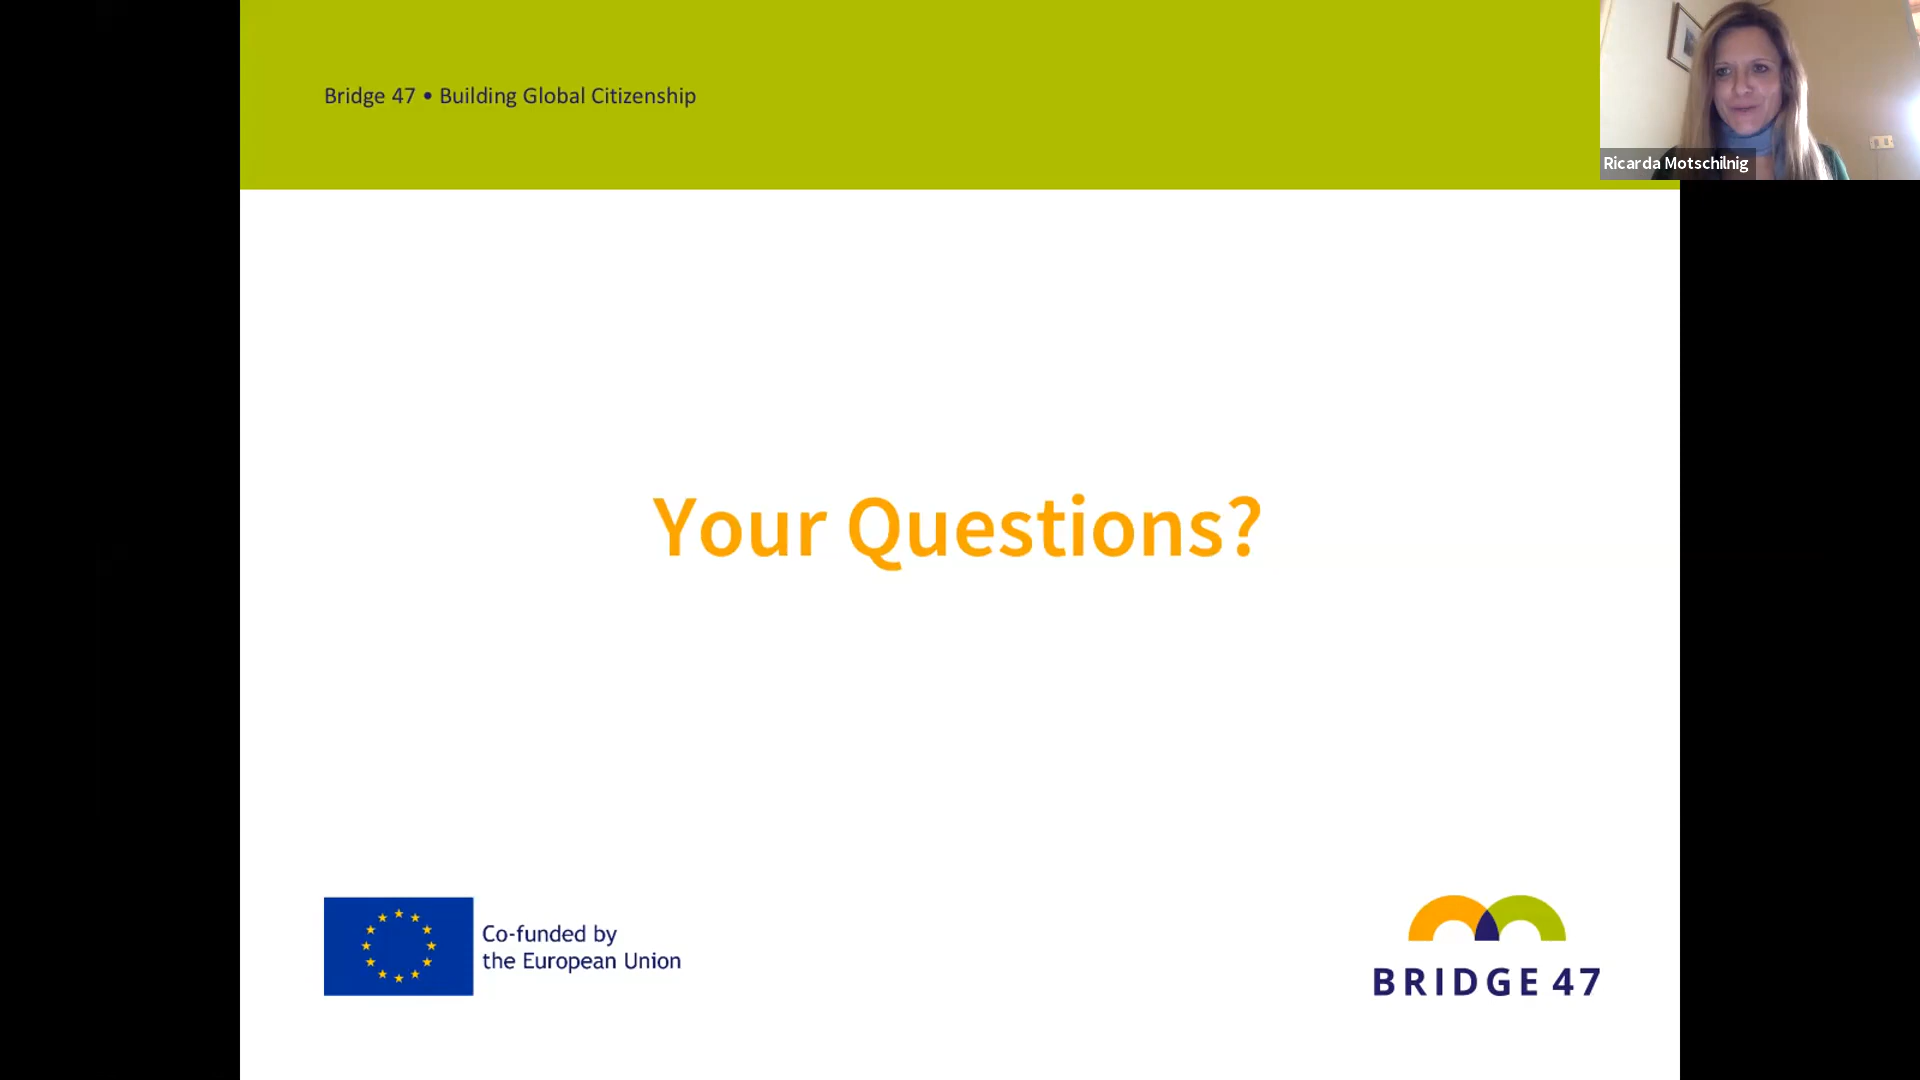 Bridge 47 • Building Global Citizenship
Ricarda Motschilnig
Your Questions?
Co-funded by
the European Union
BRIDGE 47